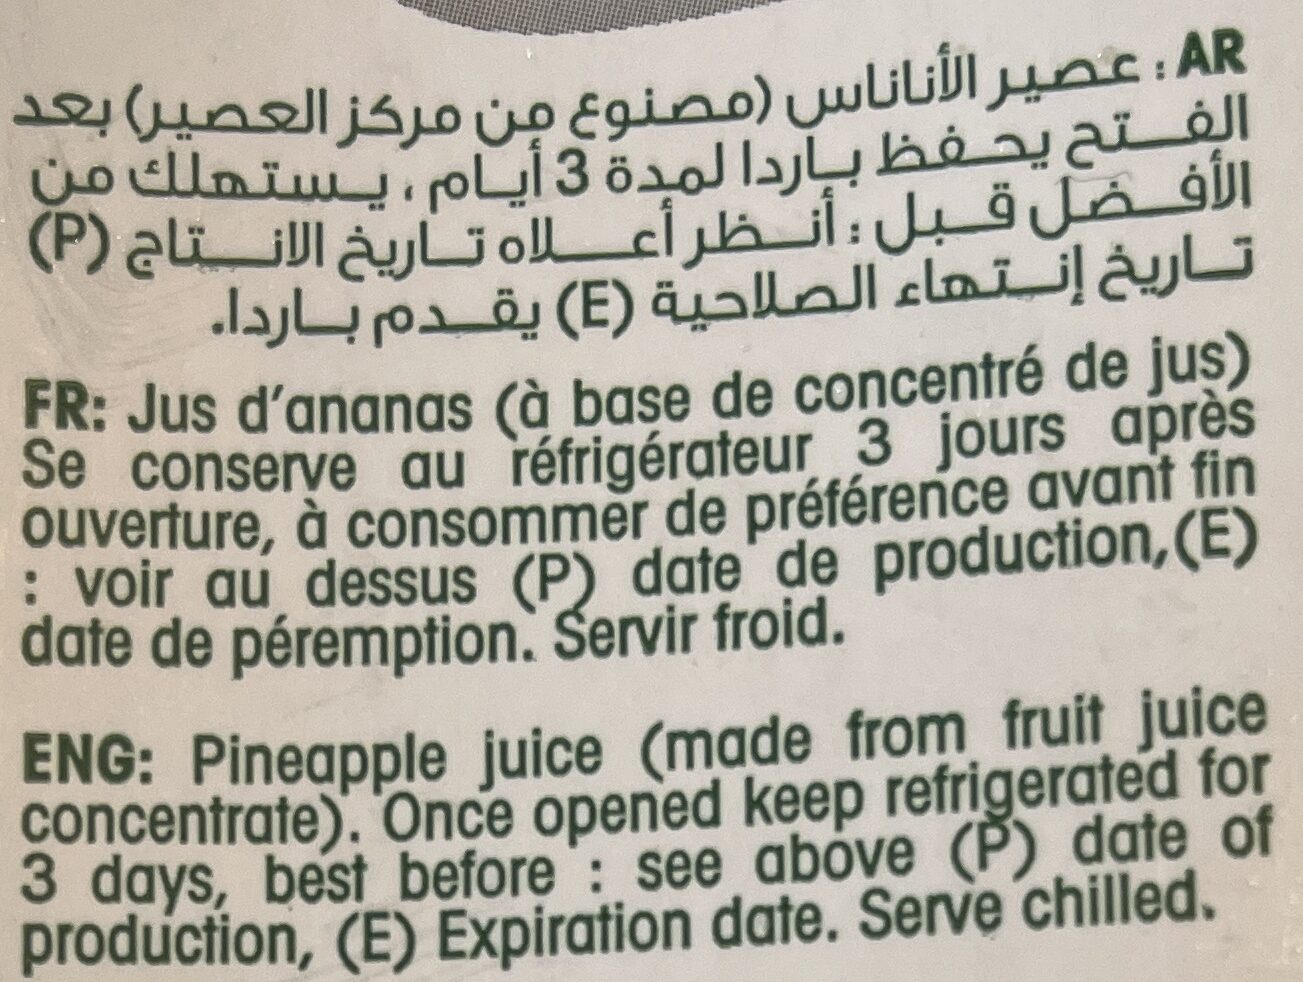 AR : عصير الأناناس (مصنوع من مركز العصير) بعد
الفتح يحفظ باردا لمدة 3 أيام ، يستهلك من
الأفضل قبل : أنظر أعلاه تاريخ الانتاج (P)
تاريخ إنتهاء الصلاحية (E) يقدم باردا.
FR: Jus d'ananas (à base de concentré de jus)
Se conserve au réfrigérateur 3 jours après
ouverture, à consommer de préférence avant fin
: voir au dessus (P) date de production,(E)
date de péremption. Servir froid.
ENG: Pineapple juice (made from fruit juice
concentrate). Once opened keep refrigerated for
3 days, best before : see above (P) date of
production, (E) Expiration date. Serve chilled.